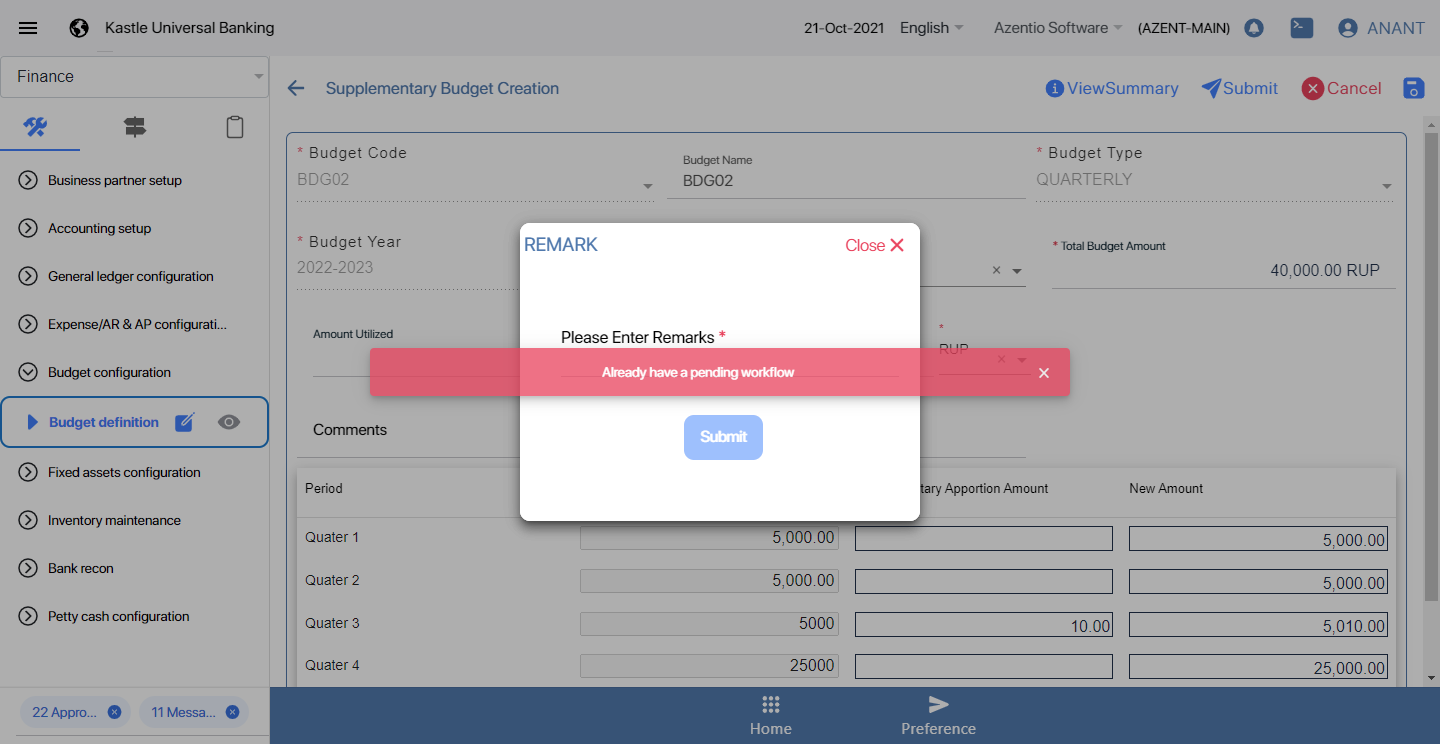 Kastle Universal Banking
21-Oct-2021
English
Azentio Software
(AZENT-MAIN)
ANANT
Finance
Supplementary Budget Creation
ViewSummary
Submit
Cancel
Business partner setup
Accounting setup
General ledger configuration
Expense/AR & AP configurati...
Budget configuration
Budget definition
Fixed assets configuration
Inventory maintenance
Bank recon
Petty cash configuration
22 Appro...
11 Messa...
* Budget Code
BDG02
Budget Name
BDG02
* Budget Type
QUARTERLY
* Budget Year
2022-2023
* Total Budget Amount
40,000.00 RUP
Amount Utilized
*
RUP
Comments
REMARK
Close
Please Enter Remarks *
Already have a pending workflow
Submit
Period
tary Apportion Amount
New Amount
Quater 1
5,000.00
5,000.00
Quater 2
5,000.00
5,000.00
Quater 3
5000
10.00
5,010.00
Quater 4
25000
25,000.00
Home
Preference